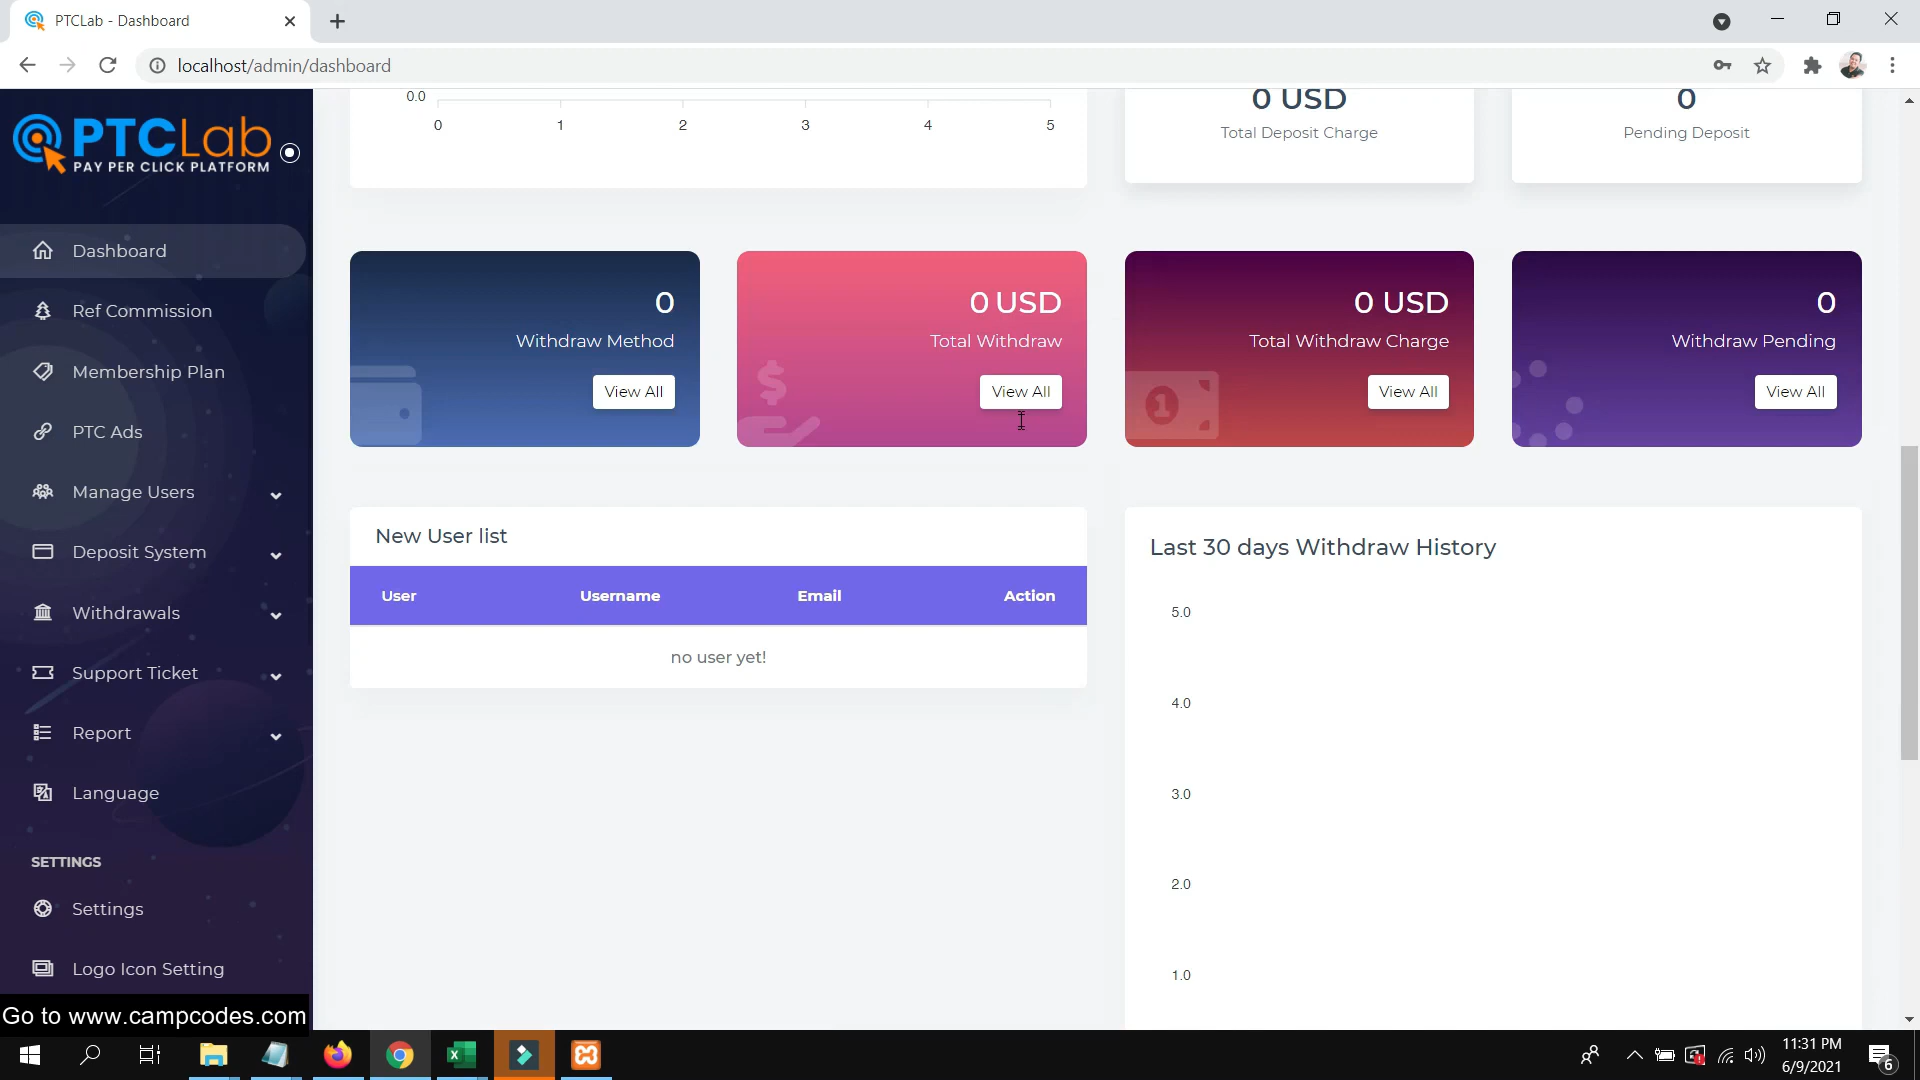 PTCLab - Dashboard
localhost/admin/dashboard
PTCLab
PAY PER CLICK PLATFORM
Dashboard
Ref Commission
Membership Plan
PTC Ads
Manage Users
Deposit System
Withdrawals
Support Ticket
Report
Language
SETTINGS
Settings
Logo Icon Setting
Go to www.campcodes.com
0.0
0 1 2 3 4 5
0 USD
Total Deposit Charge
0
Pending Deposit
0
Withdraw Method
View All
0 USD
Total Withdraw
View All
0 USD
Total Withdraw Charge
View All
1
0
Withdraw Pending
View All
New User list
User Username Email Action
no user yet!
Last 30 days Withdraw History
5.0
4.0
3.0
2.0
1.0
11:31 PM
6/9/2021
6